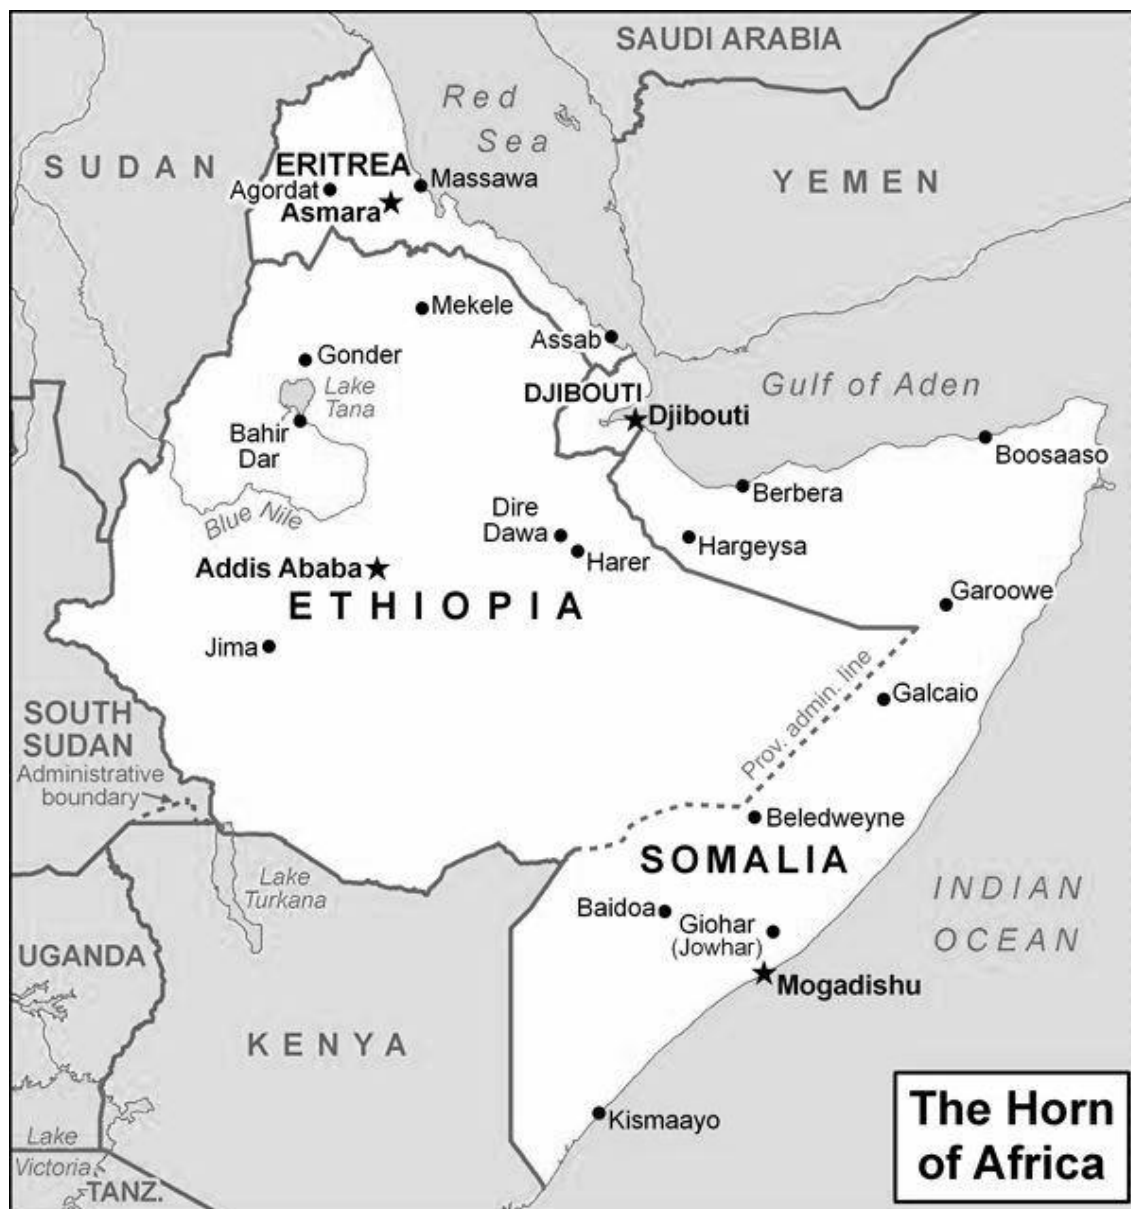 SAUDI ARABIA
Red
Sea
SUDAN
ERITREA
YEMEN
Agordat
Massawa
Asmara
Mekele
Assab
Gonder
Lake
Tana
DJIBOUTI
Gulf of Aden
Djibouti
Bahir
Dar
Boosaaso
Berbera
Blue Nile
Dire
Dawa
Hargeysa
Harer
Addis Ababa
ETHIOPIA
Garoowe
Jima
Prov. admin. line
Galcaio
SOUTH
SUDAN
Administrative
boundary
Beledweyne
SOMALIA
Lake
Turkana
INDIAN
OCEAN
Baidoa
Giohar
(Jowhar)
UGANDA
Mogadishu
KENYA
Kismaayo
The Horn
of Africa
Lake
Victoria
TANZ.